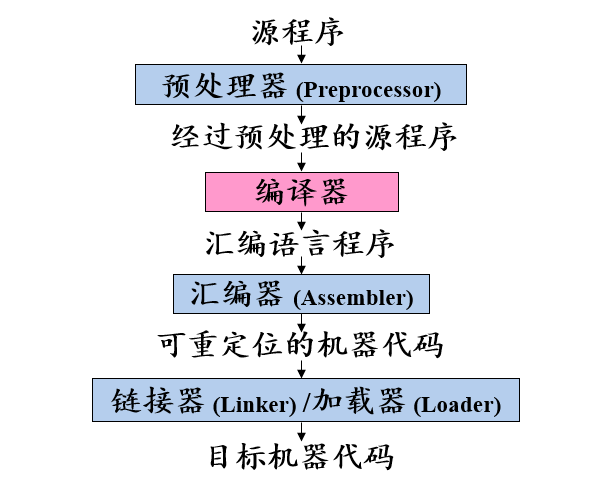 源程序
预处理器 (Preprocessor)
经过预处理的源程序
编译器
汇编语言程序
汇编器 (Assembler)
可重定位的机器代码
链接器 (Linker) /加载器 (Loader)
目标机器代码